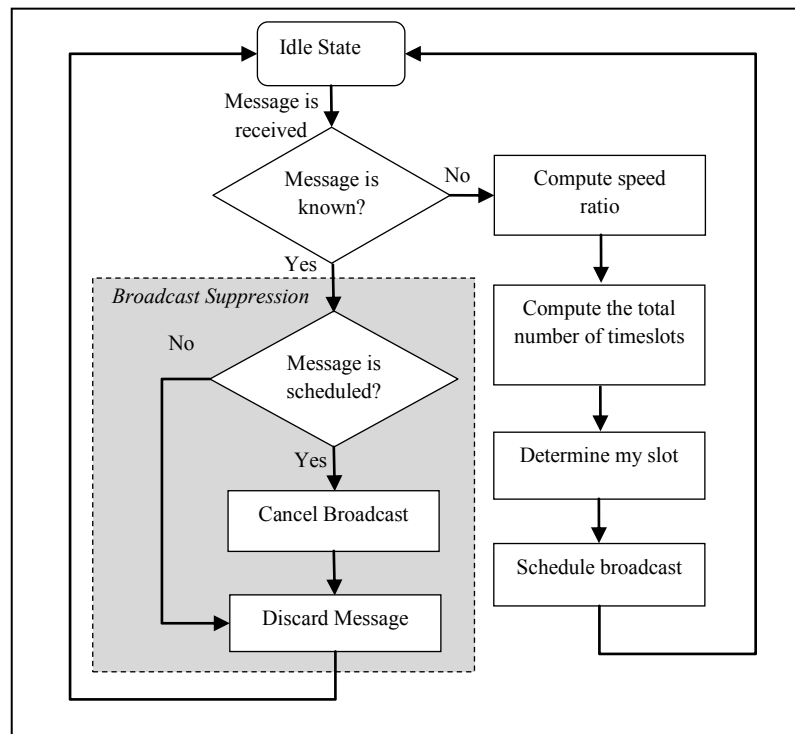 Idle State
Message is
received
Message is
known?
No
Compute speed
ratio
Yes
Broadcast Suppression
Compute the total
number of timeslots
No
Message is
scheduled?
Yes
Determine my slot
Cancel Broadcast
Schedule broadcast
Discard Message